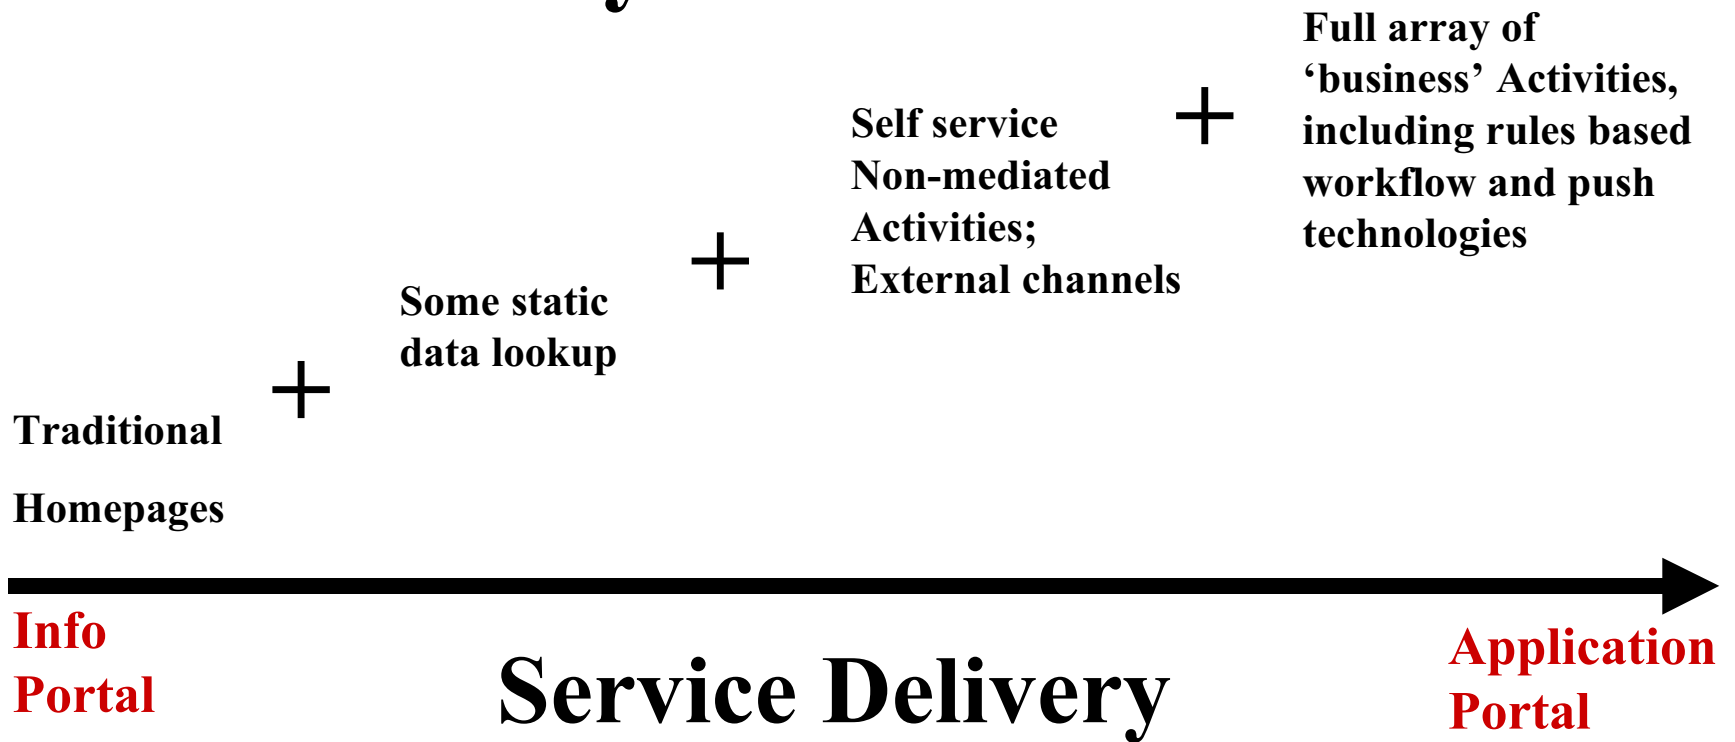 Full array of
‘business’ Activities,
including rules based
workflow and push
technologies
+
Self service
Non-mediated
Activities;
External channels
+
Some static
data lookup
+
Traditional
Homepages
Info
Portal
Service Delivery
Application
Portal